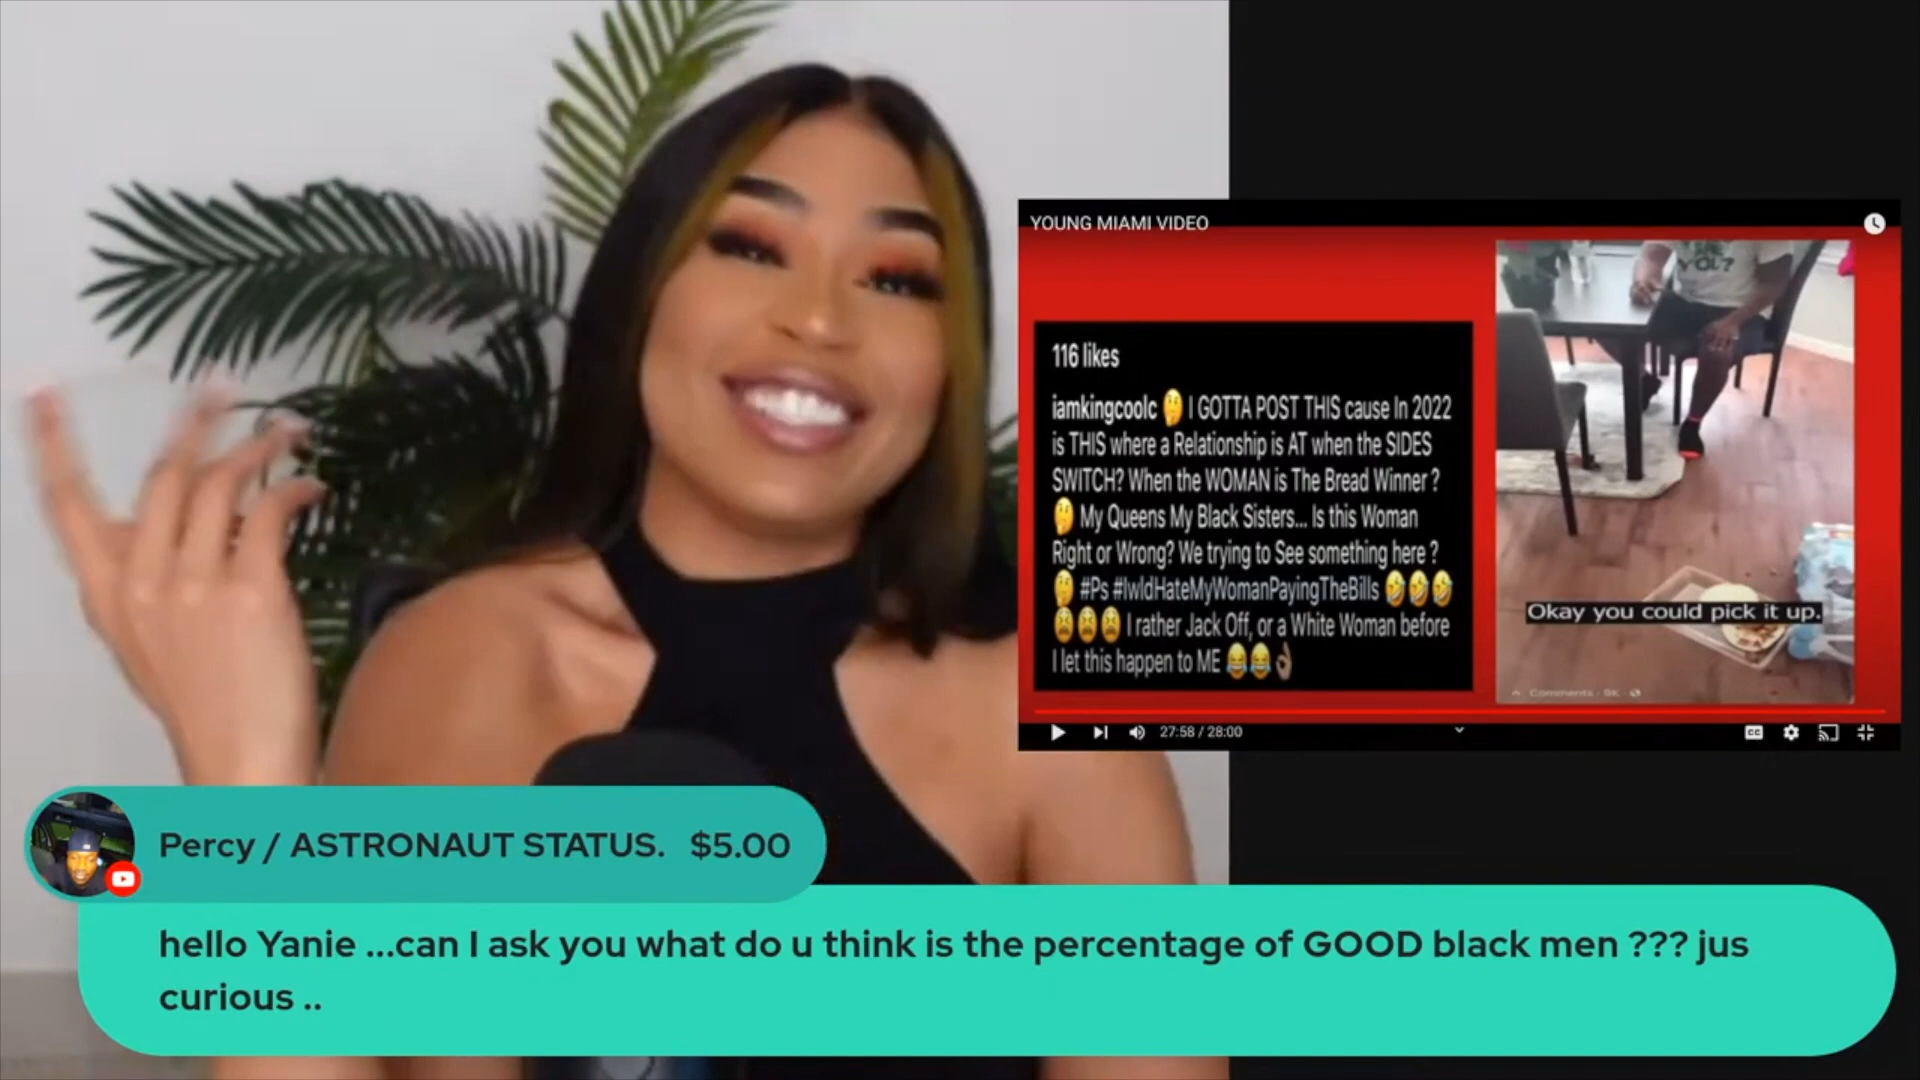 YOUNG MIAMI VIDEO
YOU?
116 likes
iamkingcoolc 🤔 I GOTTA POST THIS cause In 2022
is THIS where a Relationship is AT when the SIDES
SWITCH? When the WOMAN is The Bread Winner ?
🤔 My Queens My Black Sisters... Is this Woman
Right or Wrong? We trying to See something here ?
🤔 #Ps #IwldHateMyWomanPayingTheBills 🤣🤣🤣
😫😫😫 I rather Jack Off, or a White Woman before
I let this happen to ME 😂😂👌🏾
Okay you could pick it up.
Comments · 9K ·
27:58 / 28:00
CC
Percy / ASTRONAUT STATUS. $5.00
hello Yanie ...can I ask you what do u think is the percentage of GOOD black men ??? jus
curious ..